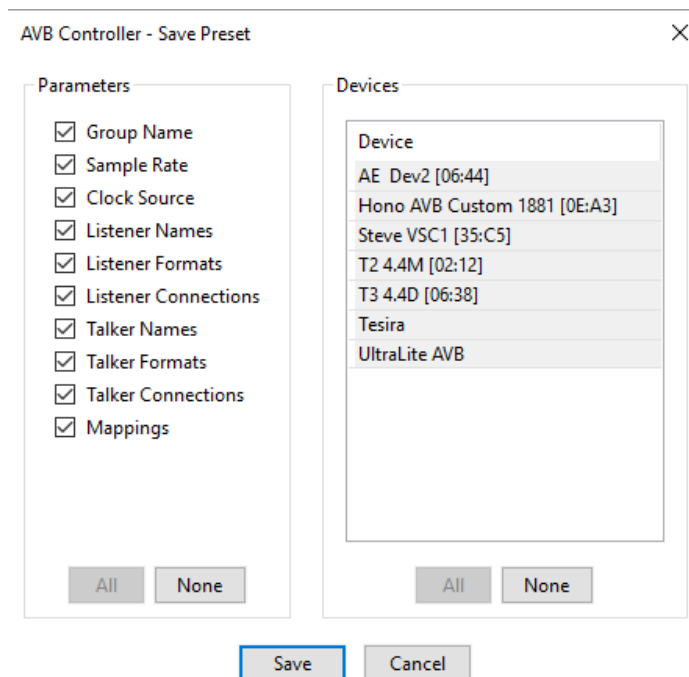 AVB Controller - Save Preset
Parameters
Group Name
Sample Rate
Clock Source
Listener Names
Listener Formats
Listener Connections
Talker Names
Talker Formats
Talker Connections
Mappings
All None
Devices
Device
AE  Dev2 [06:44]
Hono AVB Custom 1881 [0E:A3]
Steve VSC1 [35:C5]
T2 4.4M [02:12]
T3 4.4D [06:38]
Tesira
UltraLite AVB
All None
Save Cancel